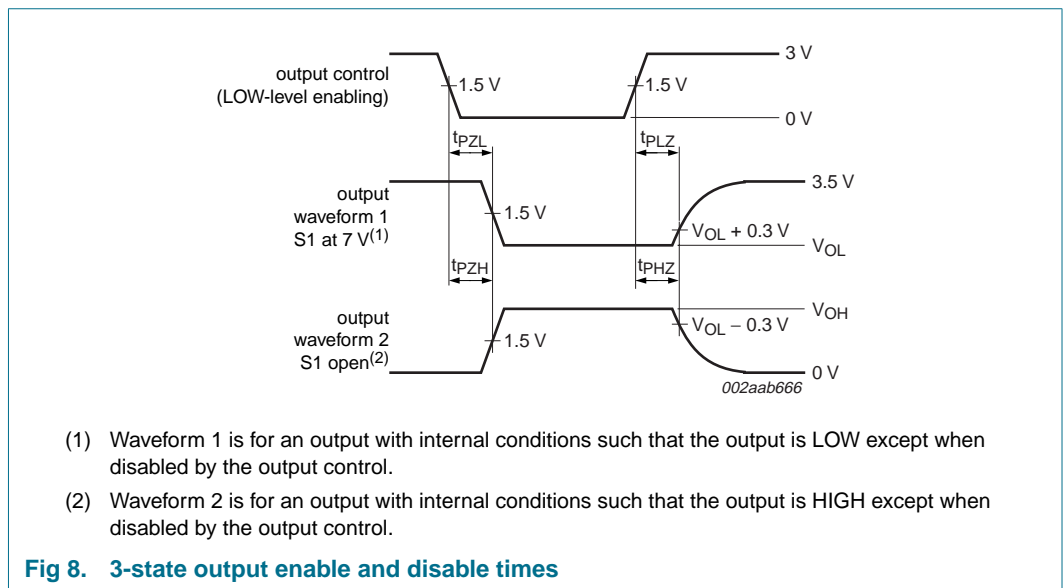 output control
(LOW-level enabling)
1.5 V
1.5 V
3 V
0 V
tPZL
tPLZ
output
waveform 1
S1 at 7 V(1)
1.5 V
3.5 V
VOL + 0.3 V
VOL
tPZH
tPHZ
output
waveform 2
S1 open(2)
1.5 V
VOH
VOL − 0.3 V
0 V
002aab666
(1) Waveform 1 is for an output with internal conditions such that the output is LOW except when
disabled by the output control.
(2) Waveform 2 is for an output with internal conditions such that the output is HIGH except when
disabled by the output control.
Fig 8. 3-state output enable and disable times